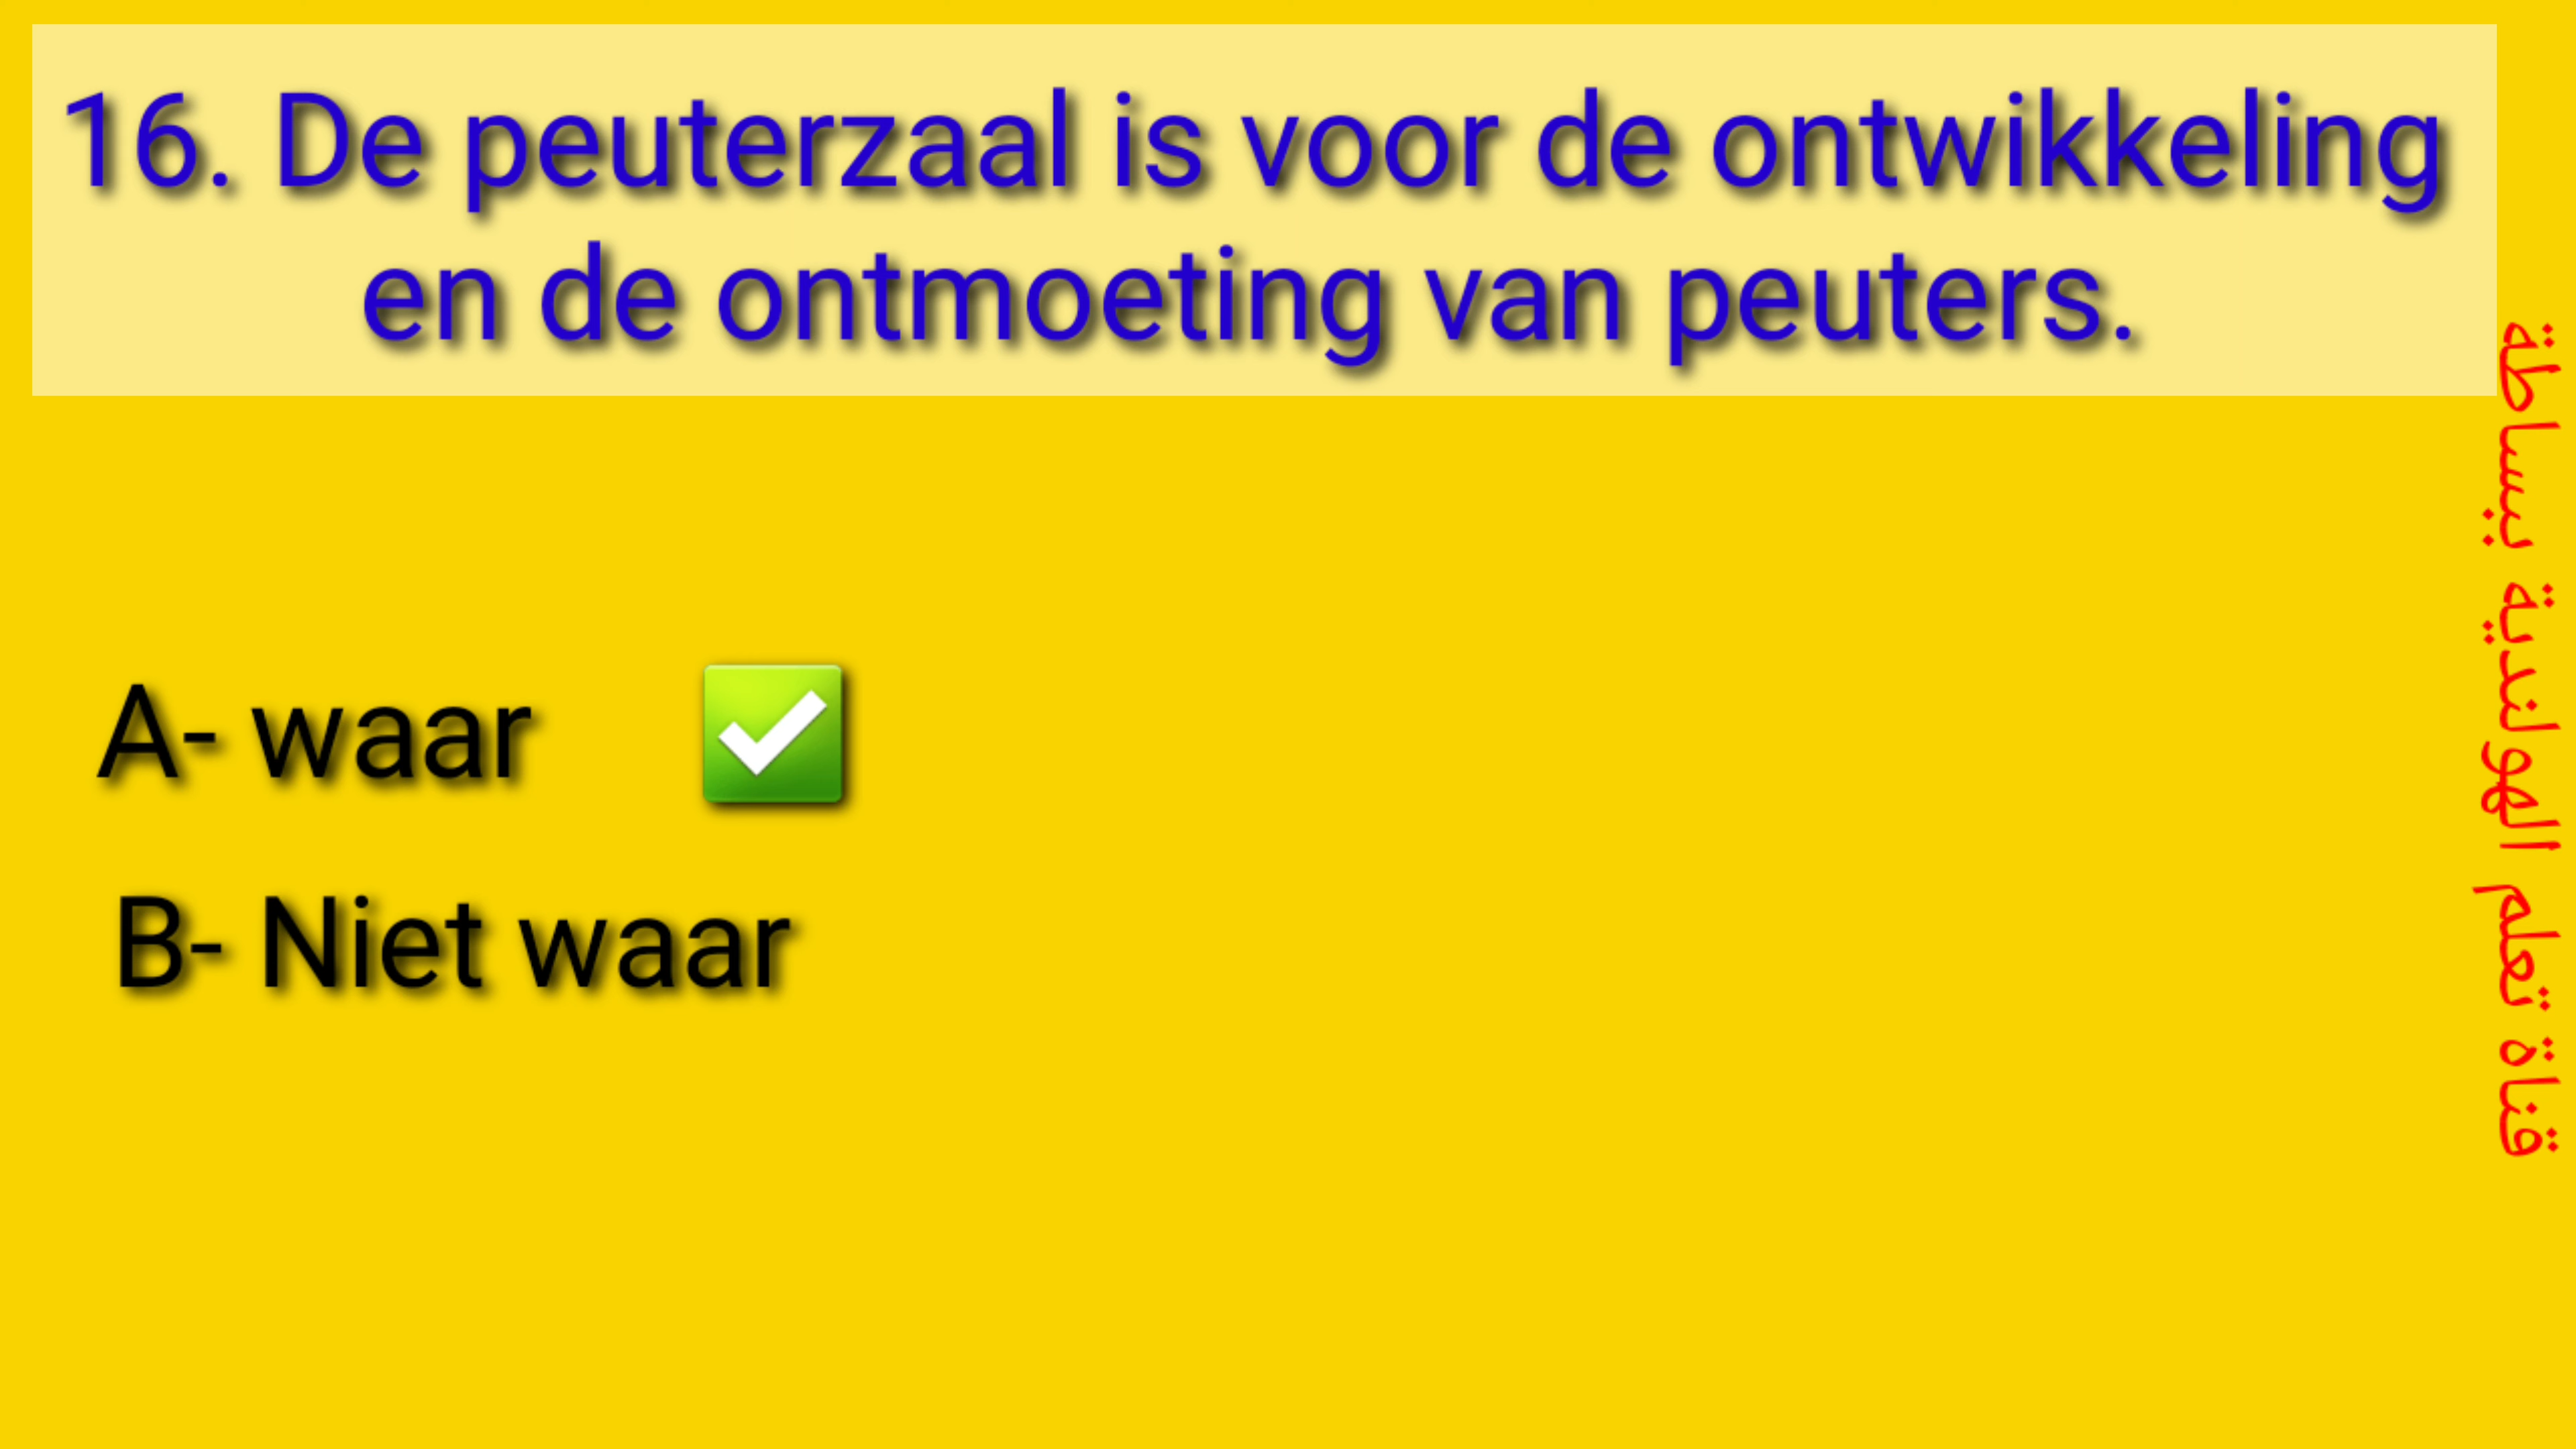 16. De peuterzaal is voor de ontwikkeling
en de ontmoeting van peuters.
A- waar ✅
B- Niet waar
قناة تعلم الهولندية ببساطة